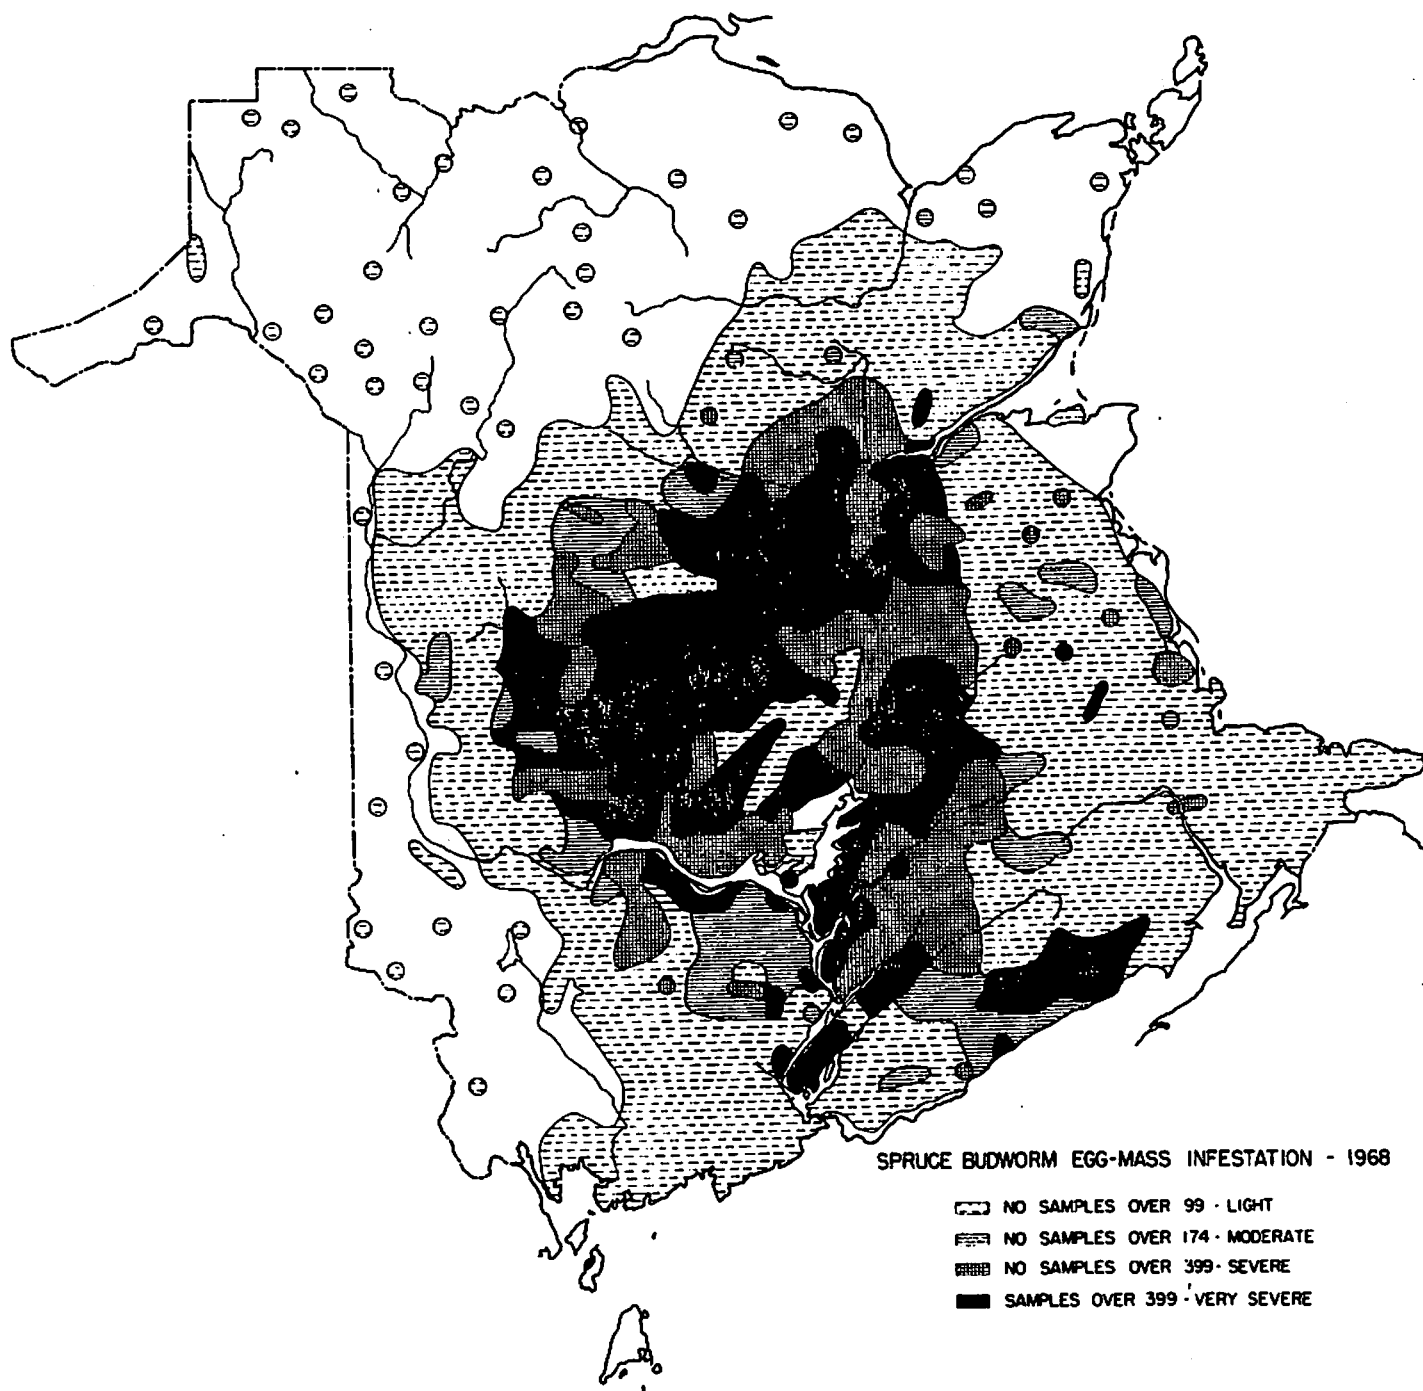 SPRUCE BUDWORM EGG-MASS INFESTATION - 1968
NO SAMPLES OVER 99 - LIGHT
NO SAMPLES OVER 174 - MODERATE
NO SAMPLES OVER 399 - SEVERE
SAMPLES OVER 399 - VERY SEVERE